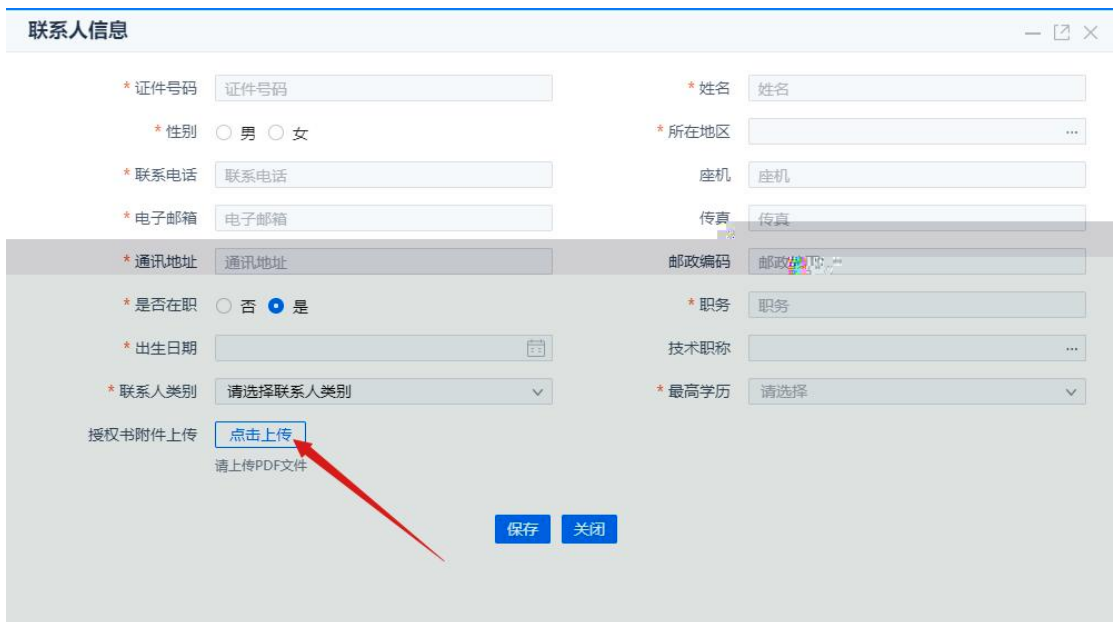 联系人信息
* 证件号码 证件号码 * 姓名 姓名
* 性别 男 女 * 所在地区 ...
* 联系电话 联系电话 座机 座机
* 电子邮箱 电子邮箱 传真 传真
* 通讯地址 通讯地址 邮政编码 邮政
* 是否在职 否 是 * 职务 职务
* 出生日期 技术职称 ...
* 联系人类别 请选择联系人类别 * 最高学历 请选择
授权书附件上传 点击上传
请上传PDF文件
保存 关闭